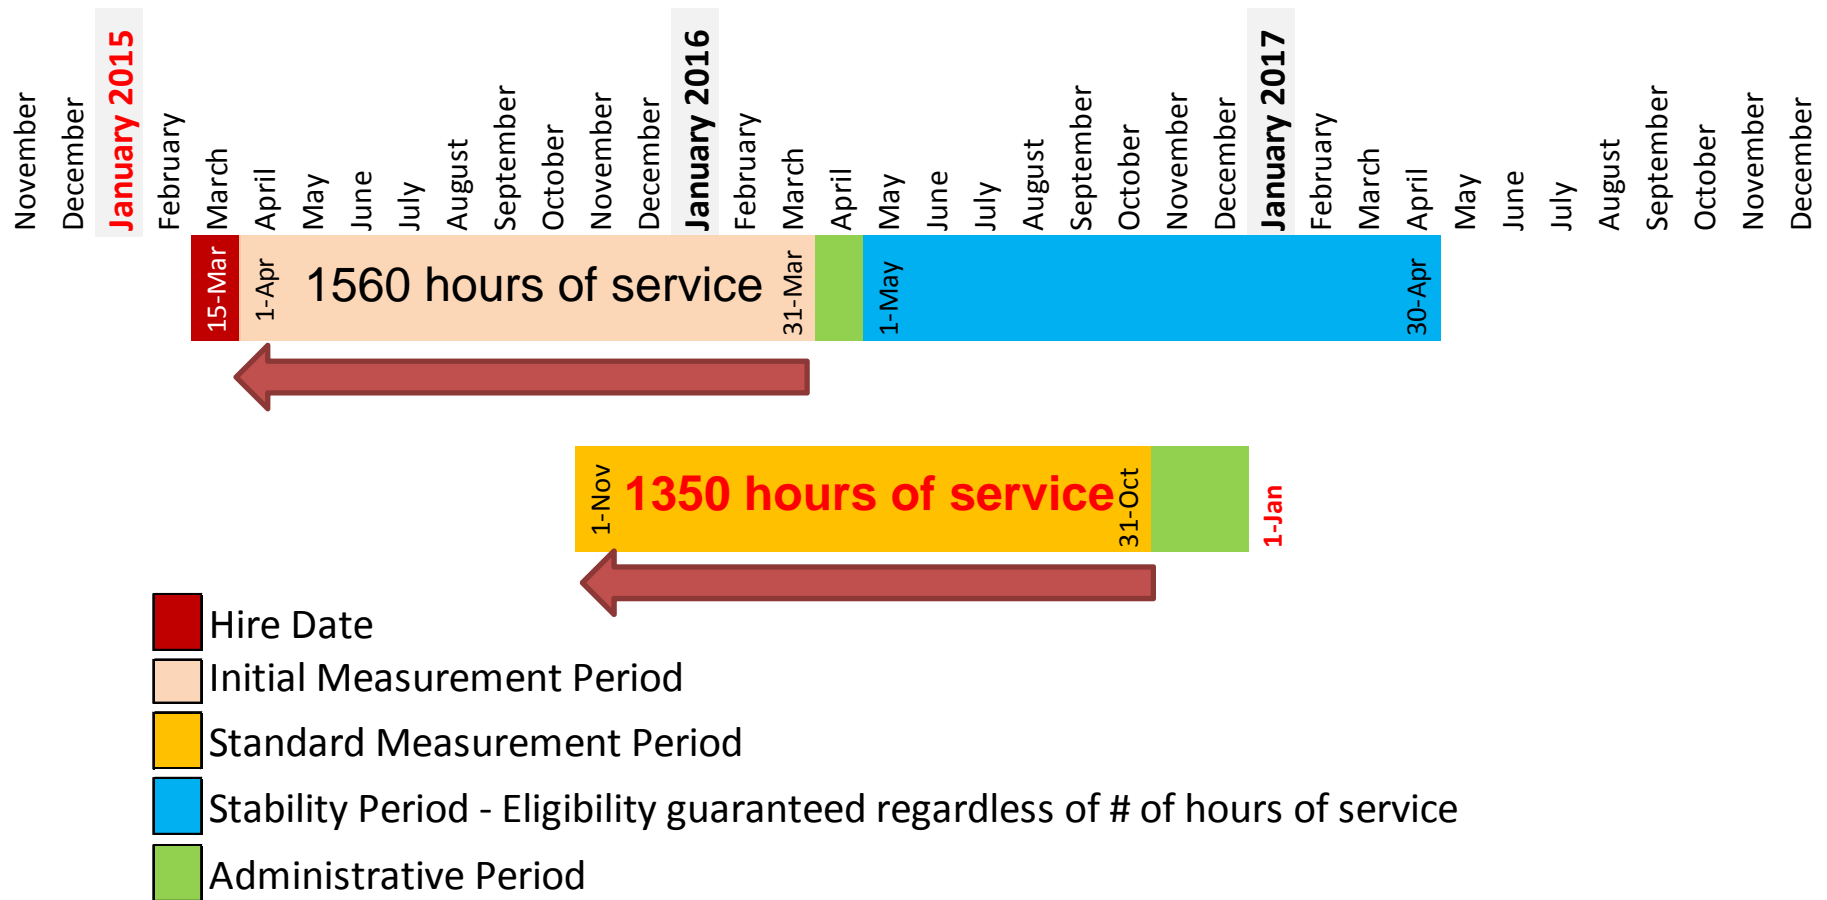 November
December
January 2015
February
March
April
May
June
July
August
September
October
November
December
January 2016
February
March
April
May
June
July
August
September
October
November
December
January 2017
February
March
April
May
June
July
August
September
October
November
December
15-Mar
1-Apr
1560 hours of service
31-Mar
1-May
30-Apr
1-Nov
1350 hours of service
31-Oct
1-Jan
Hire Date
Initial Measurement Period
Standard Measurement Period
Stability Period - Eligibility guaranteed regardless of # of hours of service
Administrative Period